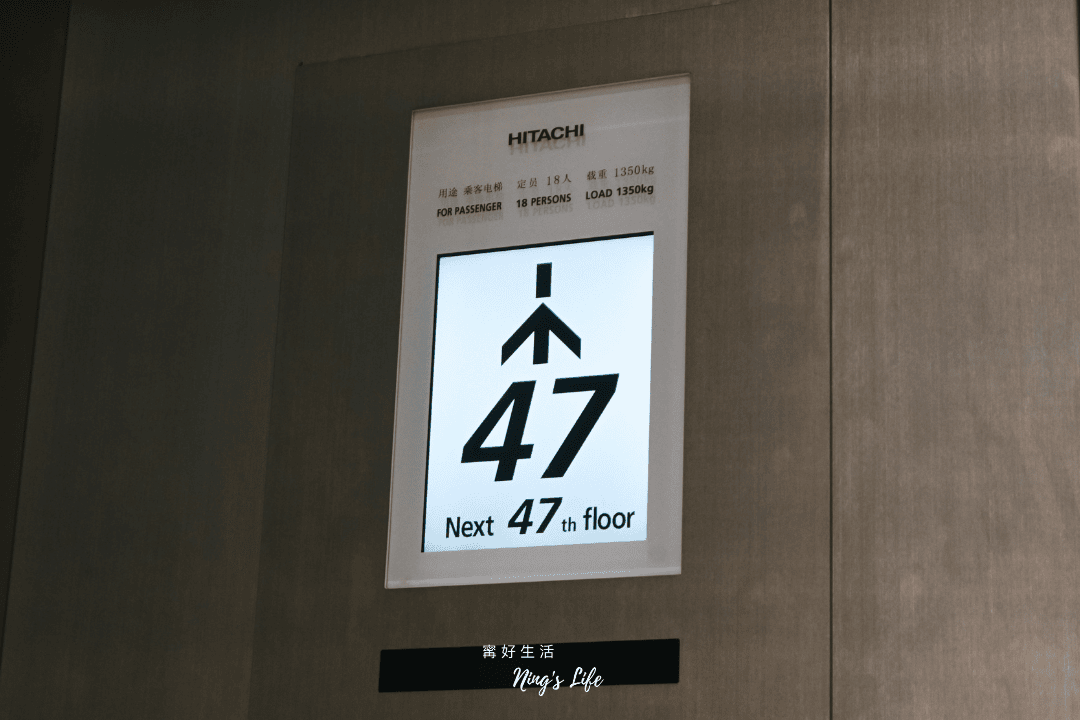 HITACHI
用途 乘客电梯 定员 18人 载重 1350kg
FOR PASSENGER 18 PERSONS LOAD 1350kg
47
Next 47th floor
寗好生活
Ning's Life